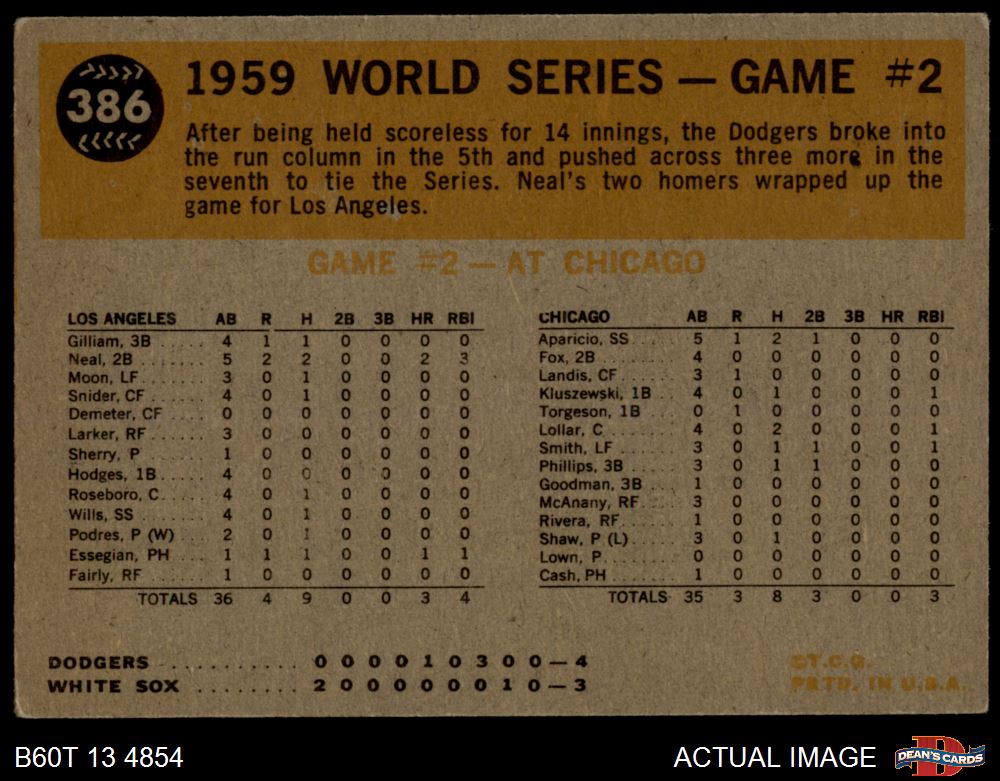 386
1959 WORLD SERIES — GAME #2
After being held scoreless for 14 innings, the Dodgers broke into
the run column in the 5th and pushed across three more in the
seventh to tie the Series. Neal's two homers wrapped up the
game for Los Angeles.
GAME #2 — AT CHICAGO
LOS ANGELES AB R H 2B 3B HR RBI
Gilliam, 3B ..... 4 1 1 0 0 0 0
Neal, 2B ..... 5 2 2 0 0 2 3
Moon, LF ..... 3 0 1 0 0 0 0
Snider, CF ..... 4 0 1 0 0 0 0
Demeter, CF .... 0 0 0 0 0 0 0
Larker, RF ..... 3 0 0 0 0 0 0
Sherry, P ..... 1 0 0 0 0 0 0
Hodges, 1B ..... 4 0 0 0 0 0 0
Roseboro, C ..... 4 0 1 0 0 0 0
Wills, SS ..... 4 0 1 0 0 0 0
Podres, P (W) ... 2 0 1 0 0 0 0
Essegian, PH .... 1 1 1 0 0 1 1
Fairly, RF ..... 1 0 0 0 0 0 0
TOTALS 36 4 9 0 0 3 4
CHICAGO AB R H 2B 3B HR RBI
Aparicio, SS ..... 5 1 2 1 0 0 0
Fox, 2B ..... 4 0 0 0 0 0 0
Landis, CF ..... 3 1 0 0 0 0 0
Kluszewski, 1B ... 4 0 1 0 0 0 1
Torgeson, 1B .... 0 1 0 0 0 0 0
Lollar, C ..... 4 0 2 0 0 0 1
Smith, LF ..... 3 0 1 1 0 0 1
Phillips, 3B ..... 3 0 1 1 0 0 0
Goodman, 3B ..... 1 0 0 0 0 0 0
McAnany, RF .... 3 0 0 0 0 0 0
Rivera, RF ..... 1 0 0 0 0 0 0
Shaw, P (L) ..... 3 0 1 0 0 0 0
Lown, P ..... 0 0 0 0 0 0 0
Cash, PH ..... 1 0 0 0 0 0 0
TOTALS 35 3 8 3 0 0 3
DODGERS .......... 0 0 0 0 1 0 3 0 0 — 4
WHITE SOX ........ 2 0 0 0 0 0 0 1 0 — 3
©T.C.G.
PRTD. IN U.S.A.
B60T 13 4854
ACTUAL IMAGE
D
DEAN'S CARDS